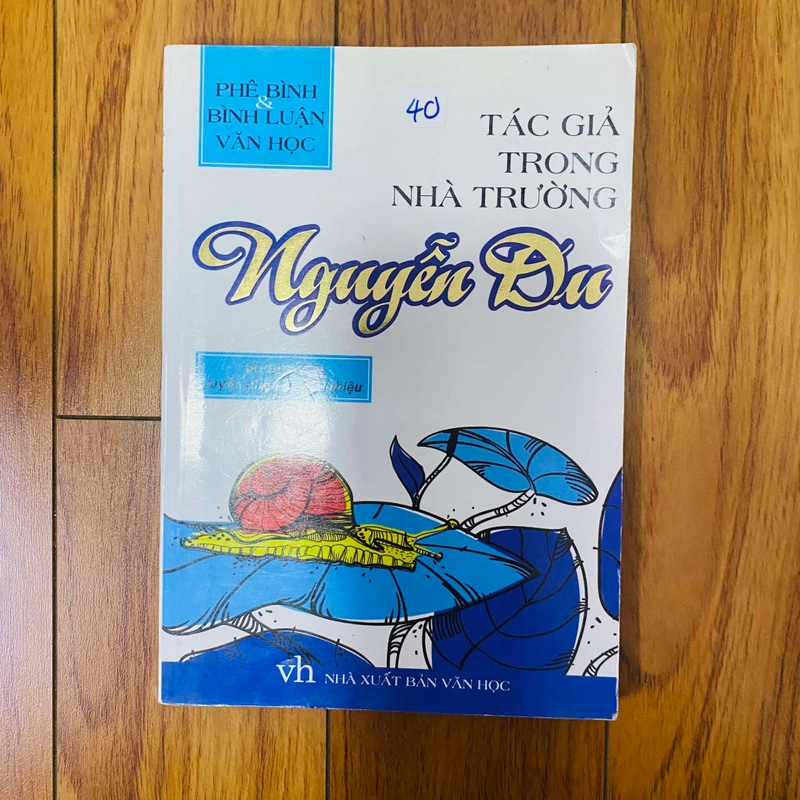 PHÊ BÌNH
&
BÌNH LUẬN
VĂN HỌC
40
TÁC GIẢ
TRONG
NHÀ TRƯỜNG
Nguyễn Du
vh NHÀ XUẤT BẢN VĂN HỌC